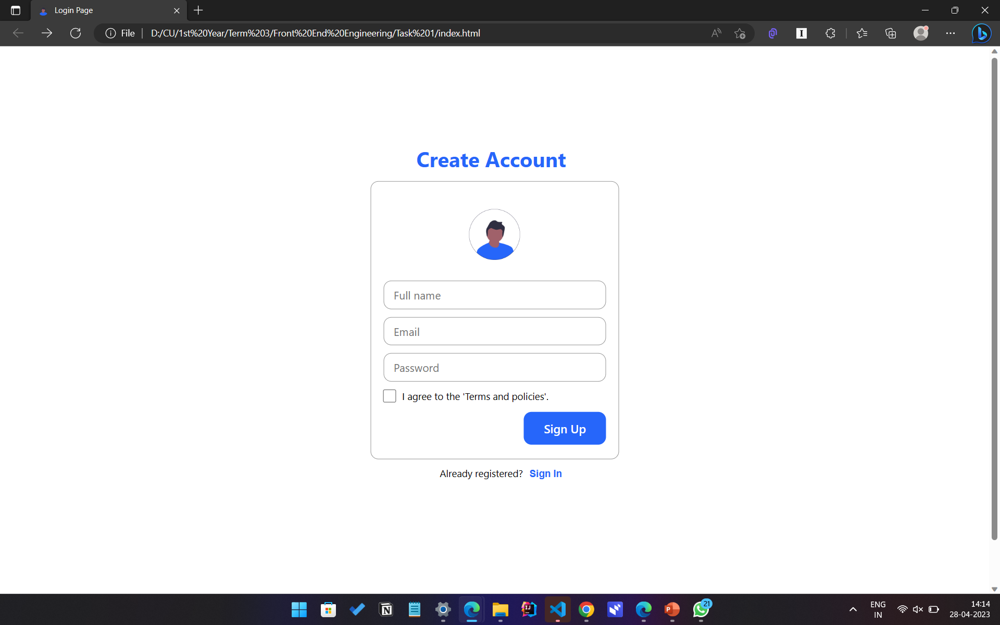 Login Page
File
D:/CU/1st%20Year/Term%203/Front%20End%20Engineering/Task%201/index.html
Create Account
Full name
Email
Password
I agree to the 'Terms and policies'.
Sign Up
Already registered? Sign In
21
ENG
IN
14:14
28-04-2023